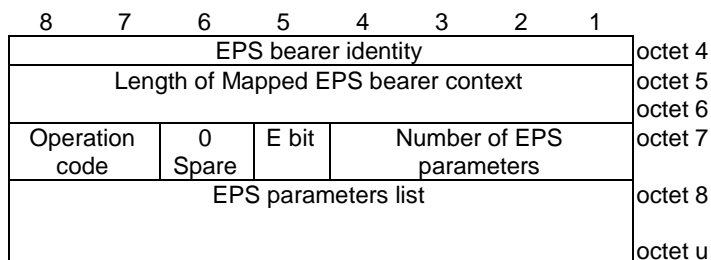 8 7 6 5 4 3 2 1
EPS bearer identity octet 4
Length of Mapped EPS bearer context octet 5
octet 6
Operation 0 E bit Number of EPS octet 7
code Spare parameters
EPS parameters list octet 8
octet u